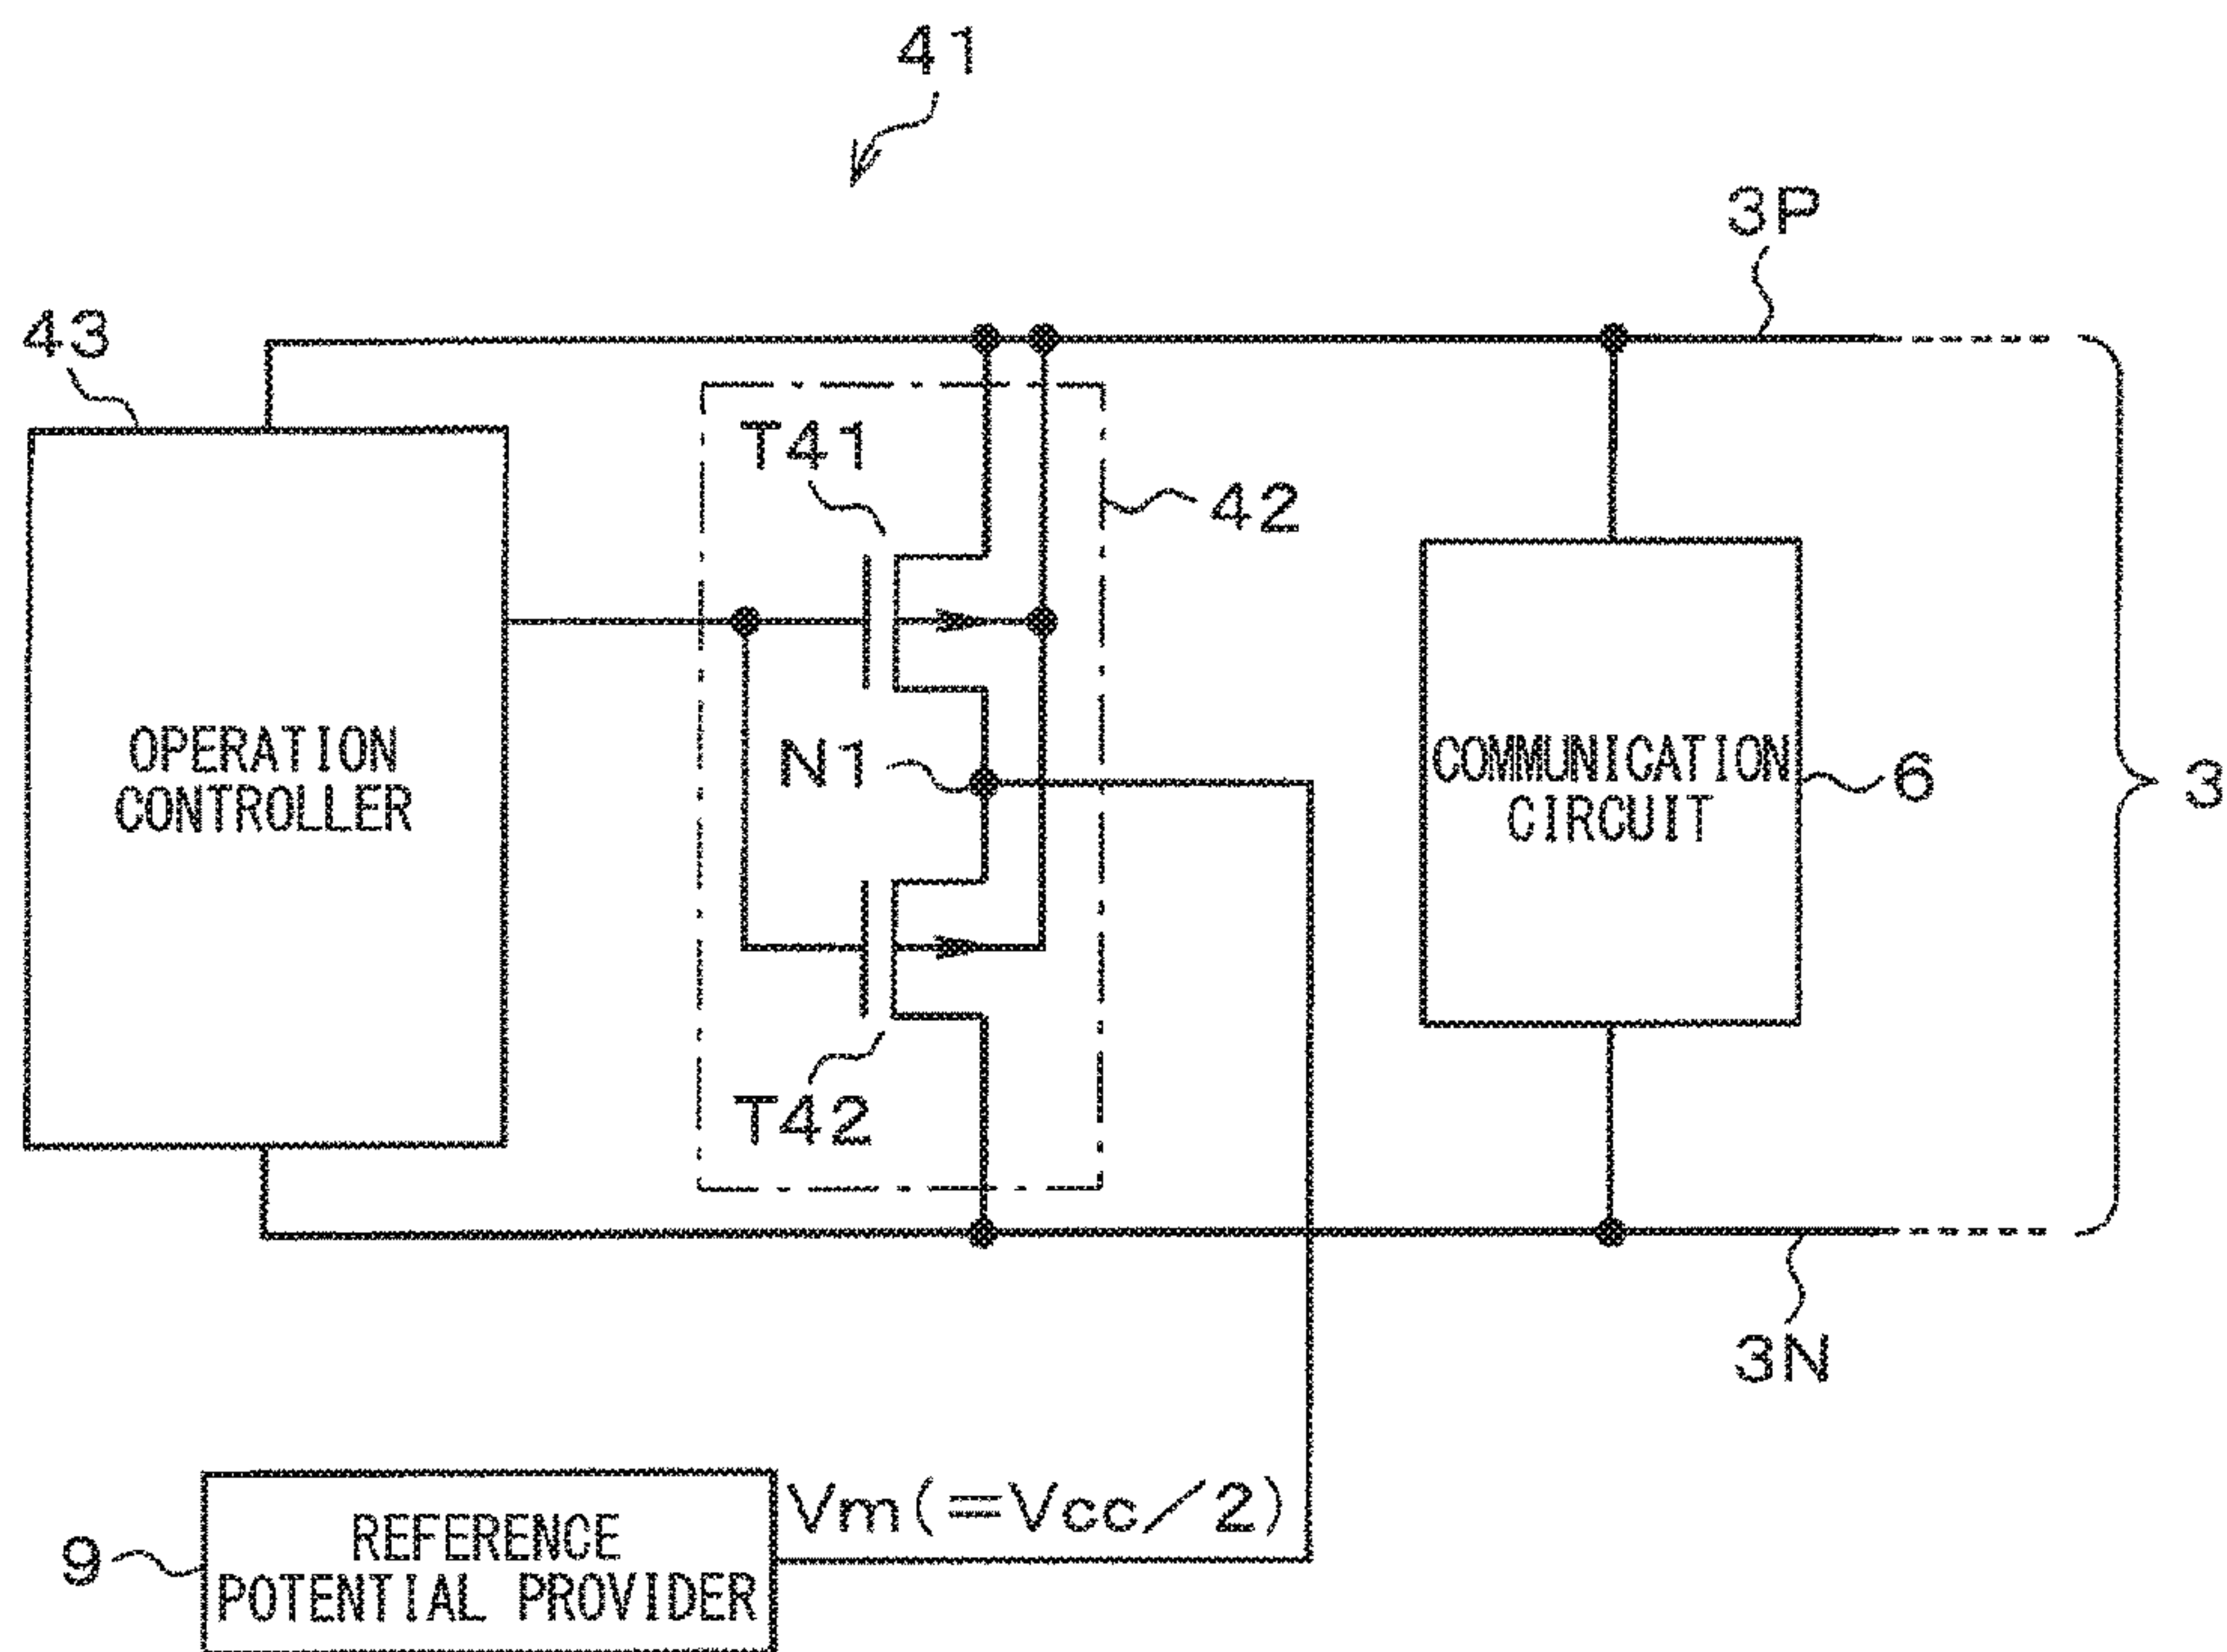 41
3P
43
T41
42
OPERATION
CONTROLLER
N1
COMMUNICATION
CIRCUIT
6
3
T42
3N
Vm(=Vcc/2)
9
REFERENCE
POTENTIAL PROVIDER